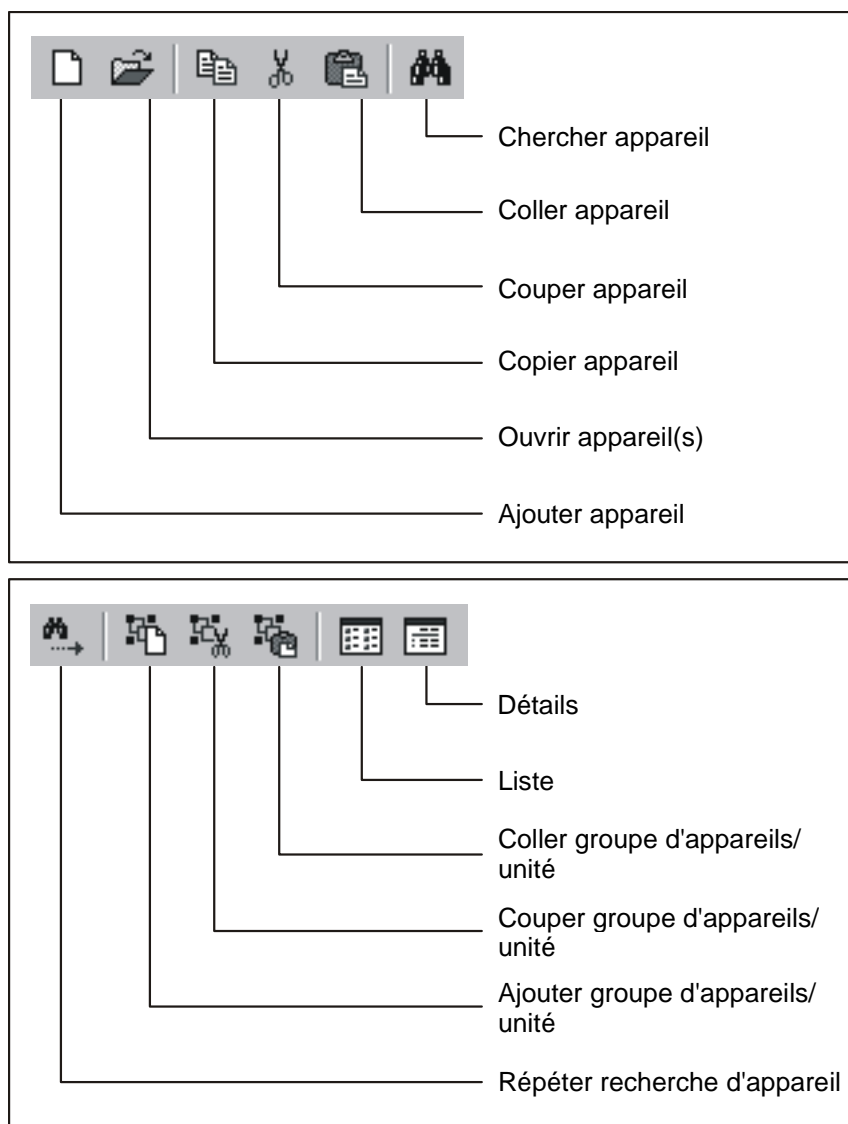 Chercher appareil
Coller appareil
Couper appareil
Copier appareil
Ouvrir appareil(s)
Ajouter appareil
Détails
Liste
Coller groupe d'appareils/
unité
Couper groupe d'appareils/
unité
Ajouter groupe d'appareils/
unité
Répéter recherche d'appareil